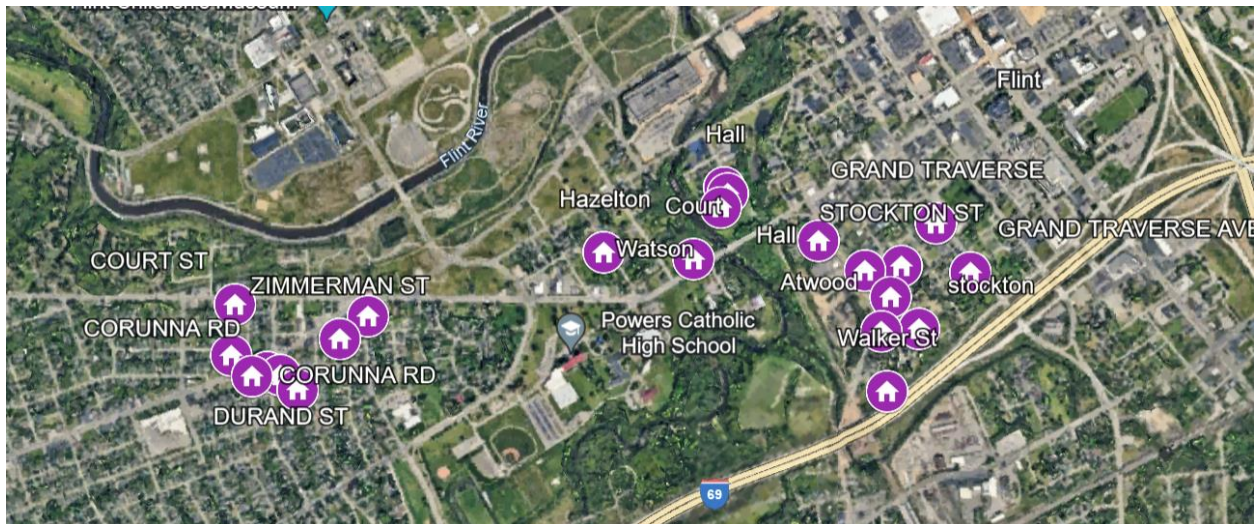 Flint Children's Museum
Flint
Flint River
Hall
GRAND TRAVERSE
Hazelton
Court
STOCKTON ST
Hall
GRAND TRAVERSE AVE
Watson
COURT ST
Atwood
stockton
ZIMMERMAN ST
CORUNNA RD
Powers Catholic
High School
Walker St
CORUNNA RD
DURAND ST
69